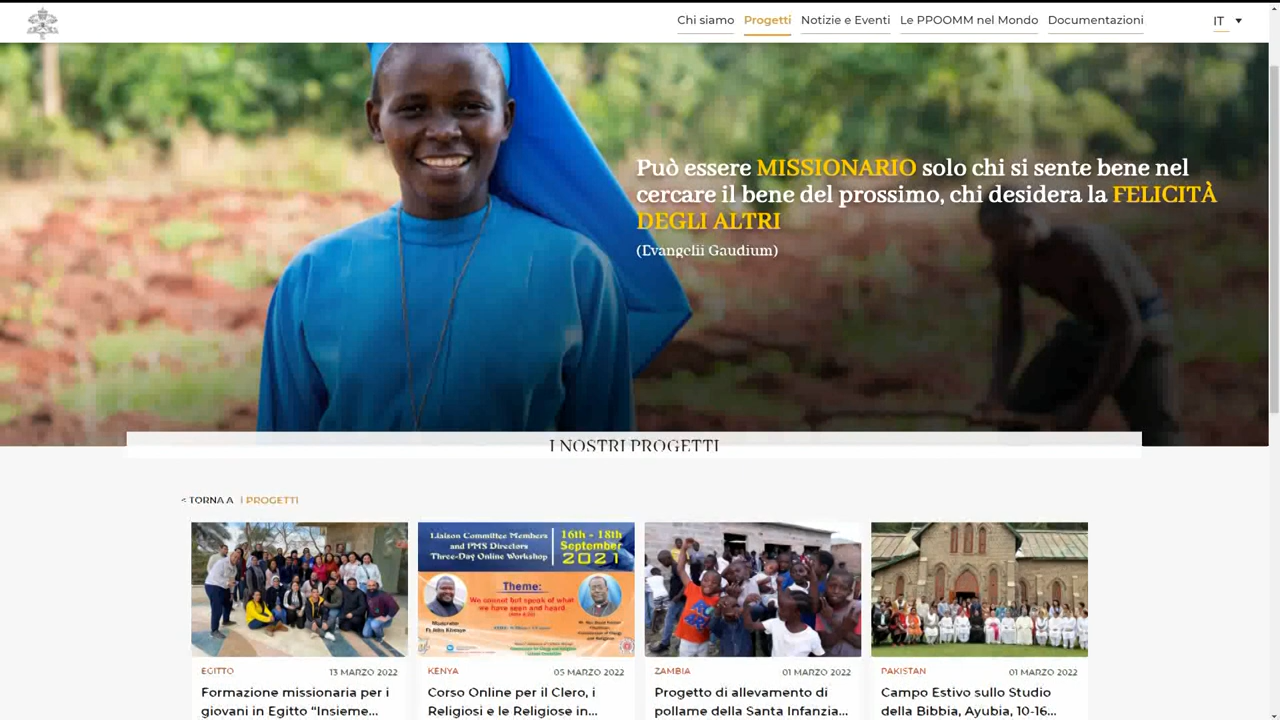 Chi siamo Progetti Notizie e Eventi Le PPOOMM nel Mondo Documentazioni IT
Può essere MISSIONARIO solo chi si sente bene nel
cercare il bene del prossimo, chi desidera la FELICITÀ
DEGLI ALTRI
(Evangelii Gaudium)
I NOSTRI PROGETTI
< TORNA A I PROGETTI
Liaison Committee Members
and PMS Directors
Three-Day Online Workshop
16th - 18th
September
2021
Theme:
We cannot but speak of what
we have seen and heard.
EGITTO 13 MARZO 2022
Formazione missionaria per i
giovani in Egitto “Insieme...
KENYA 05 MARZO 2022
Corso Online per il Clero, i
Religiosi e le Religiose in...
ZAMBIA 01 MARZO 2022
Progetto di allevamento di
pollame della Santa Infanzia...
PAKISTAN 01 MARZO 2022
Campo Estivo sullo Studio
della Bibbia, Ayubia, 10-16...